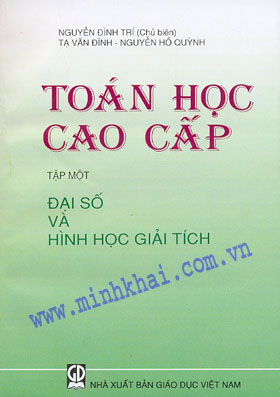 NGUYỄN ĐÌNH TRÍ (Chủ biên)
TẠ VĂN ĐĨNH - NGUYỄN HỒ QUỲNH
TOÁN HỌC
CAO CẤP
TẬP MỘT
ĐẠI SỐ
VÀ
HÌNH HỌC GIẢI TÍCH
www.minhkhai.com.vn
GD
NHÀ XUẤT BẢN GIÁO DỤC VIỆT NAM